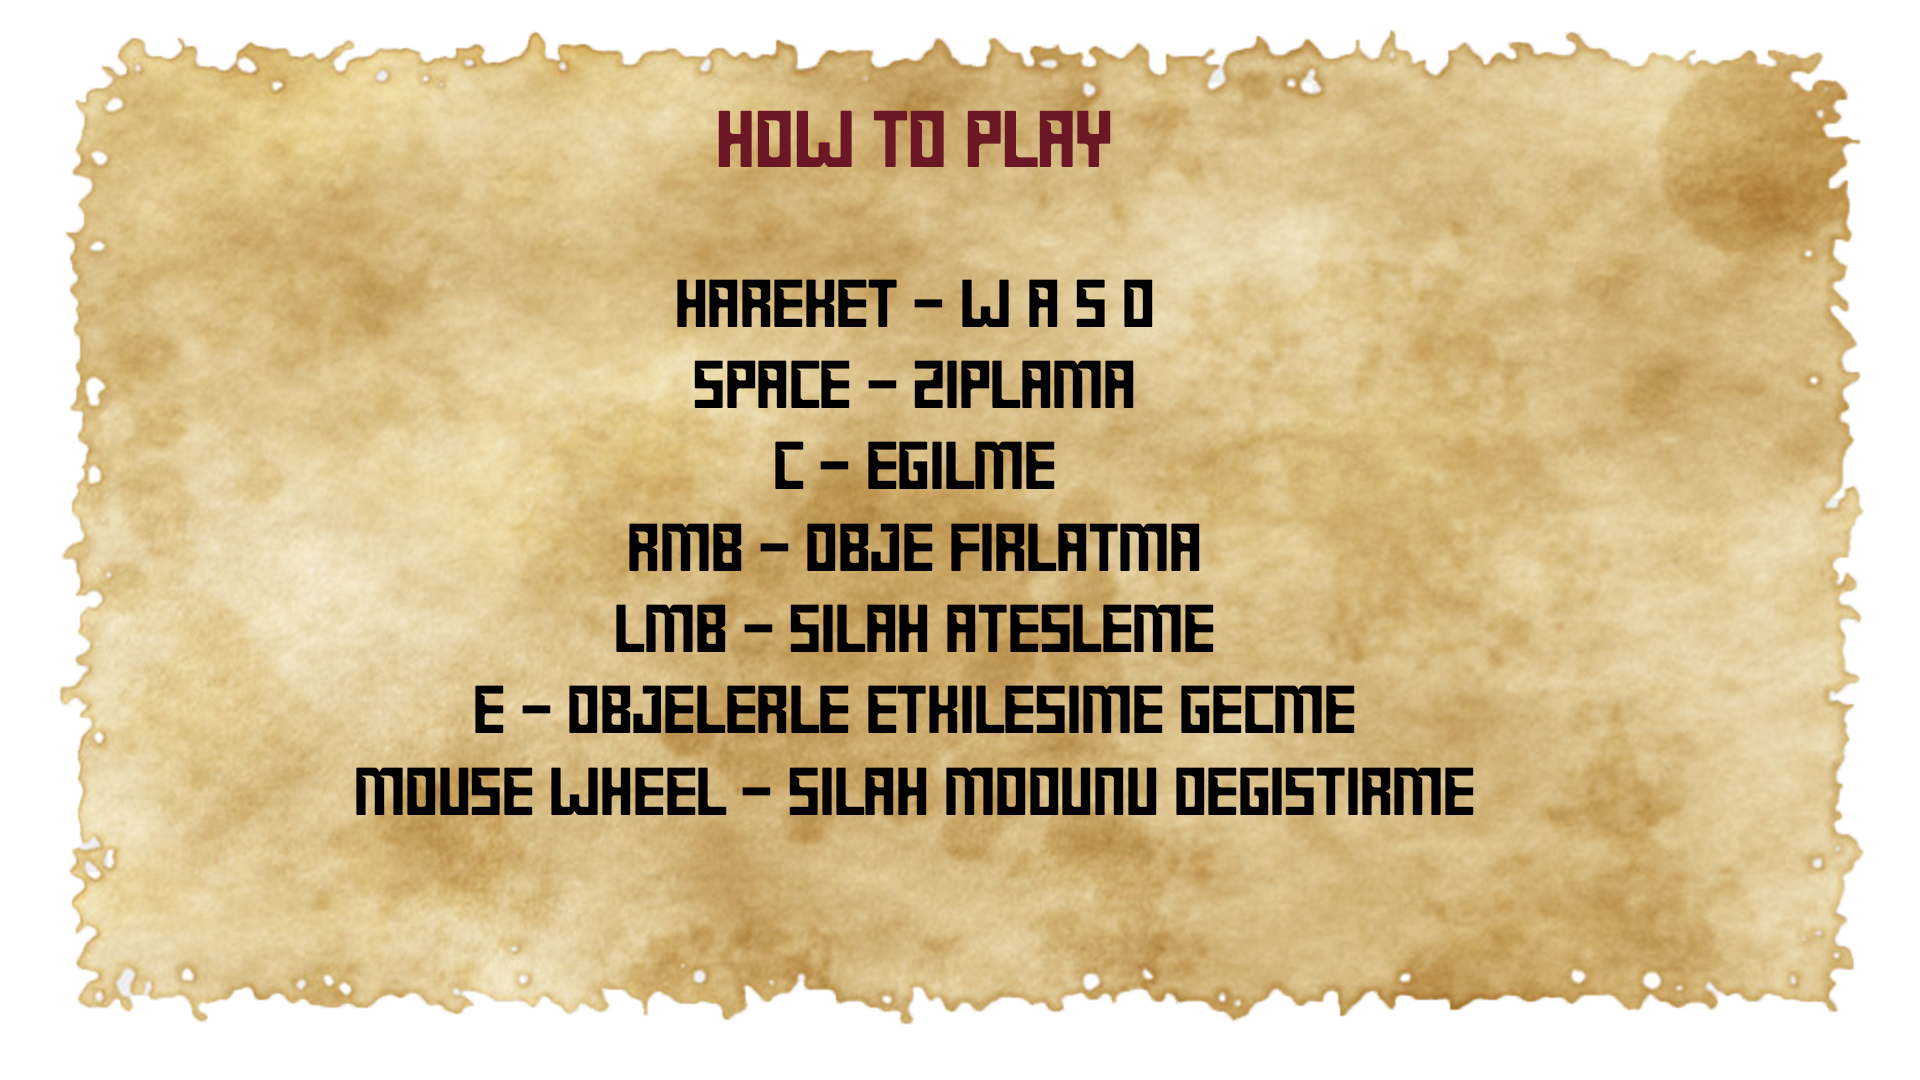 HOW TO PLAY
HAREKET - W A S D
SPACE - ZIPLAMA
C - EGILME
RMB - OBJE FIRLATMA
LMB - SILAH ATESLEME
E - OBJELERLE ETKILESIME GECME
MOUSE WHEEL - SILAH MODUNU DEGISTIRME